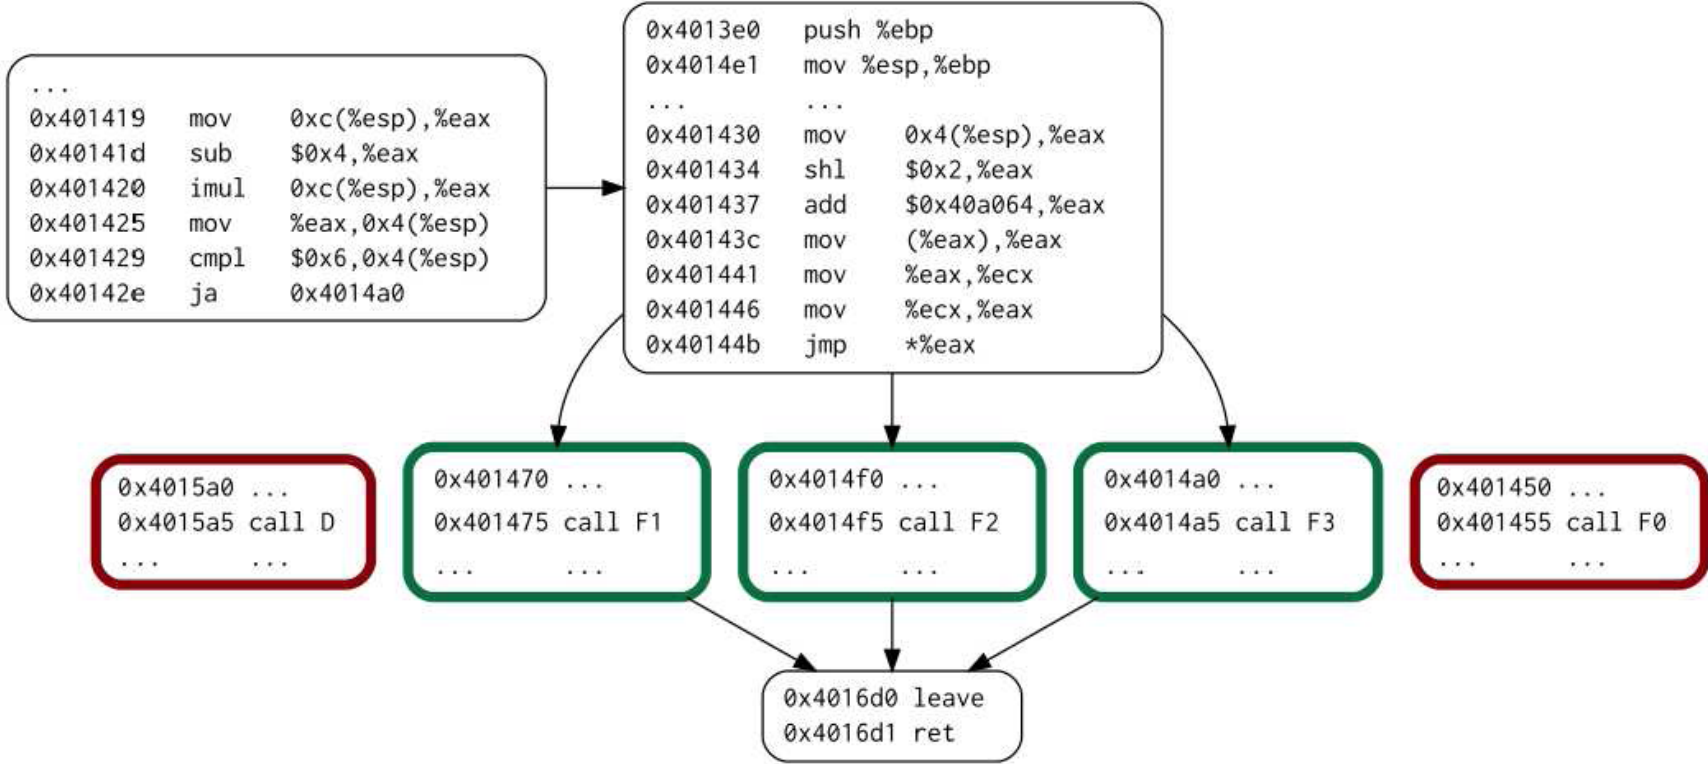 ...
0x401419 mov 0xc(%esp),%eax
0x40141d sub $0x4,%eax
0x401420 imul 0xc(%esp),%eax
0x401425 mov %eax,0x4(%esp)
0x401429 cmpl $0x6,0x4(%esp)
0x40142e ja 0x4014a0
0x4013e0 push %ebp
0x4014e1 mov %esp,%ebp
... ...
0x401430 mov 0x4(%esp),%eax
0x401434 shl $0x2,%eax
0x401437 add $0x40a064,%eax
0x40143c mov (%eax),%eax
0x401441 mov %eax,%ecx
0x401446 mov %ecx,%eax
0x40144b jmp *%eax
0x4015a0 ...
0x4015a5 call D
... ...
0x401470 ...
0x401475 call F1
... ...
0x4014f0 ...
0x4014f5 call F2
... ...
0x4014a0 ...
0x4014a5 call F3
... ...
0x401450 ...
0x401455 call F0
... ...
0x4016d0 leave
0x4016d1 ret